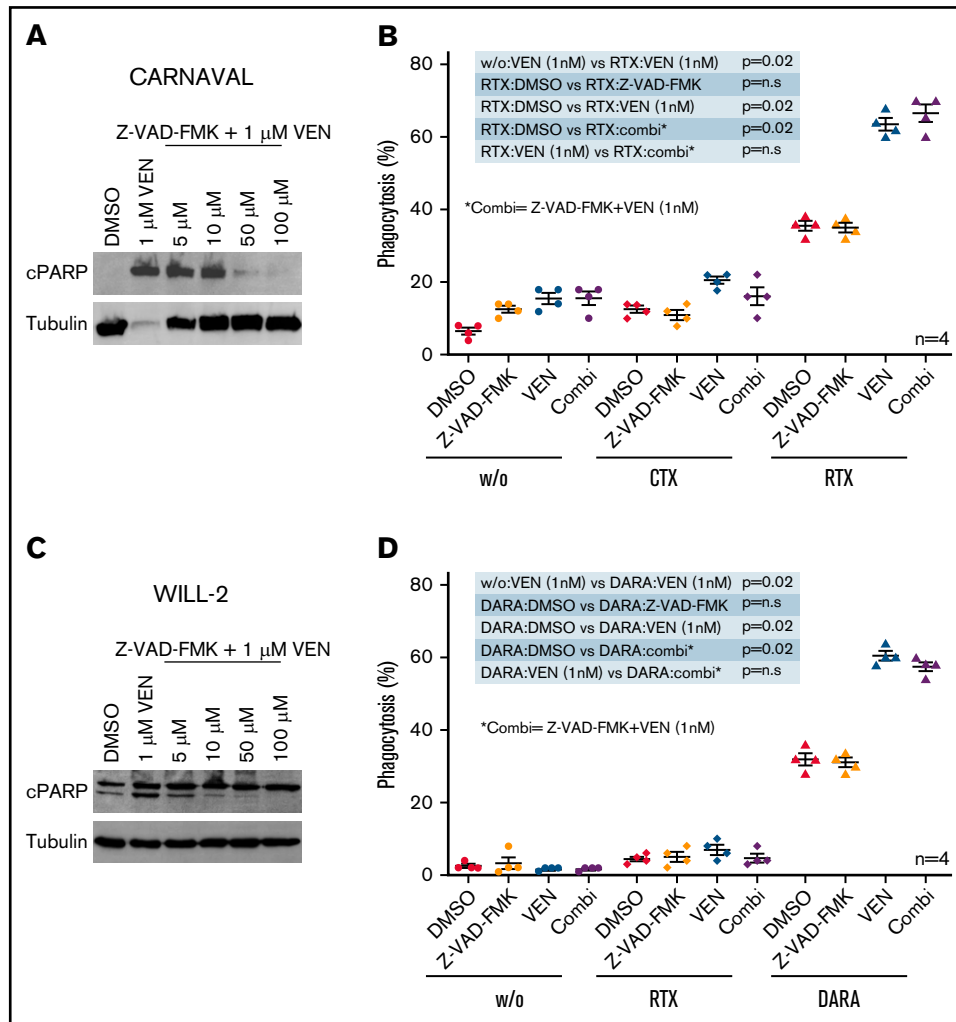 A
CARNAVAL
Z-VAD-FMK + 1 µM VEN
DMSO
1 µM VEN
5 µM
10 µM
50 µM
100 µM
cPARP
Tubulin
B
80
60
40
20
0
Phagocytosis (%)
w/o:VEN (1nM) vs RTX:VEN (1nM) p=0.02
RTX:DMSO vs RTX:Z-VAD-FMK p=n.s
RTX:DMSO vs RTX:VEN (1nM) p=0.02
RTX:DMSO vs RTX:combi* p=0.02
RTX:VEN (1nM) vs RTX:combi* p=n.s
*Combi= Z-VAD-FMK+VEN (1nM)
n=4
DMSO
Z-VAD-FMK
VEN
Combi
DMSO
Z-VAD-FMK
VEN
Combi
DMSO
Z-VAD-FMK
VEN
Combi
w/o
CTX
RTX
C
WILL-2
Z-VAD-FMK + 1 µM VEN
DMSO
1 µM VEN
5 µM
10 µM
50 µM
100 µM
cPARP
Tubulin
D
80
60
40
20
0
Phagocytosis (%)
w/o:VEN (1nM) vs DARA:VEN (1nM) p=0.02
DARA:DMSO vs DARA:Z-VAD-FMK p=n.s
DARA:DMSO vs DARA:VEN (1nM) p=0.02
DARA:DMSO vs DARA:combi* p=0.02
DARA:VEN (1nM) vs DARA:combi* p=n.s
*Combi= Z-VAD-FMK+VEN (1nM)
n=4
DMSO
Z-VAD-FMK
VEN
Combi
DMSO
Z-VAD-FMK
VEN
Combi
DMSO
Z-VAD-FMK
VEN
Combi
w/o
RTX
DARA